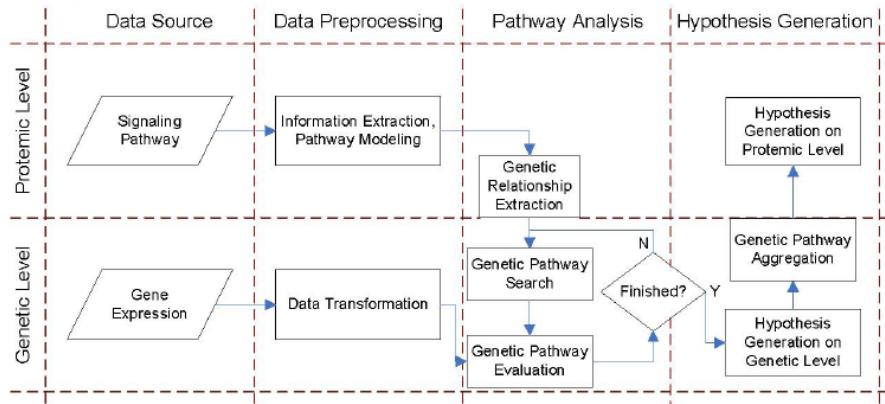 Data Source
Data Preprocessing
Pathway Analysis
Hypothesis Generation
Protemic Level
Signaling
Pathway
Information Extraction,
Pathway Modeling
Genetic
Relationship
Extraction
Hypothesis
Generation on
Protemic Level
Genetic Level
Gene
Expression
Data Transformation
Genetic Pathway
Search
Genetic Pathway
Evaluation
N
Finished?
Y
Genetic Pathway
Aggregation
Hypothesis
Generation on
Genetic Level